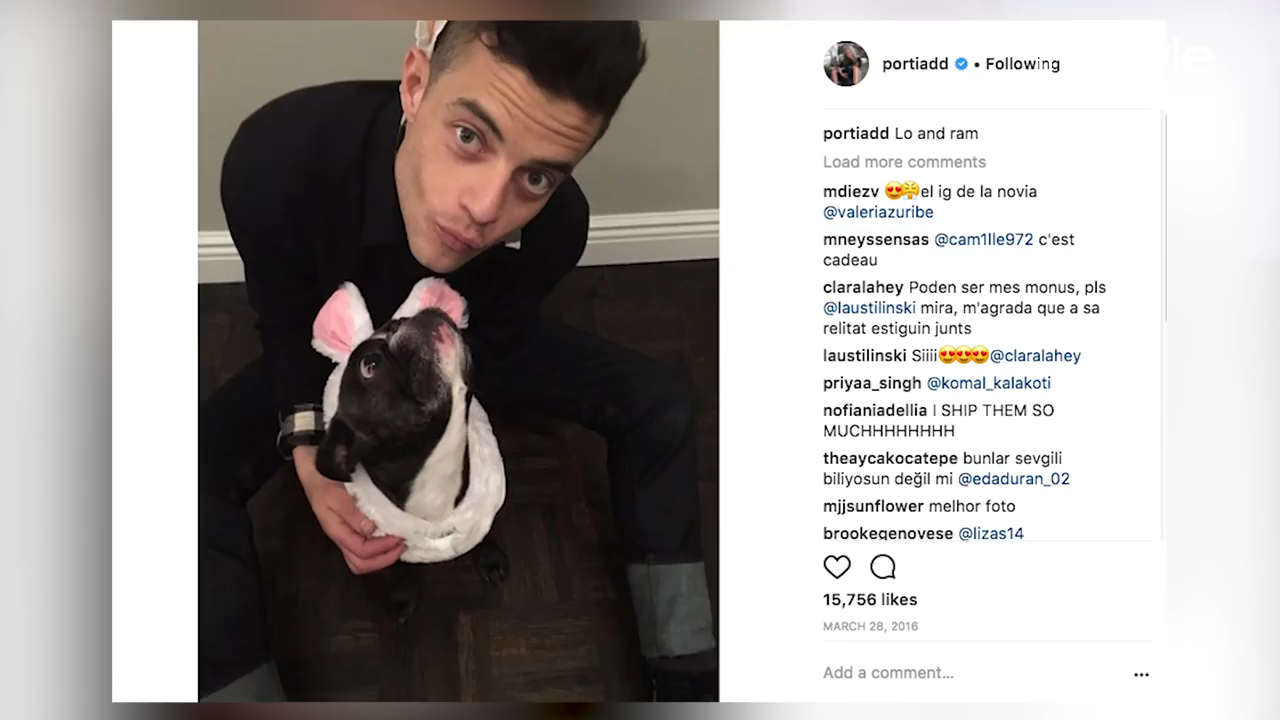 portiadd • Following
portiadd Lo and ram
Load more comments
mdiezv 😍😤el ig de la novia
@valeriazuribe
mneyssensas @cam1lle972 c'est
cadeau
claralahey Poden ser mes monus, pls
@laustilinski mira, m'agrada que a sa
relitat estiguin junts
laustilinski Siiii😍😍😍@claralahey
priyaa_singh @komal_kalakoti
nofianiadellia I SHIP THEM SO
MUCHHHHHHHH
theaycakocatepe bunlar sevgili
biliyosun değil mi @edaduran_02
mjjsunflower melhor foto
brookegenovese @lizas14
15,756 likes
MARCH 28, 2016
Add a comment...